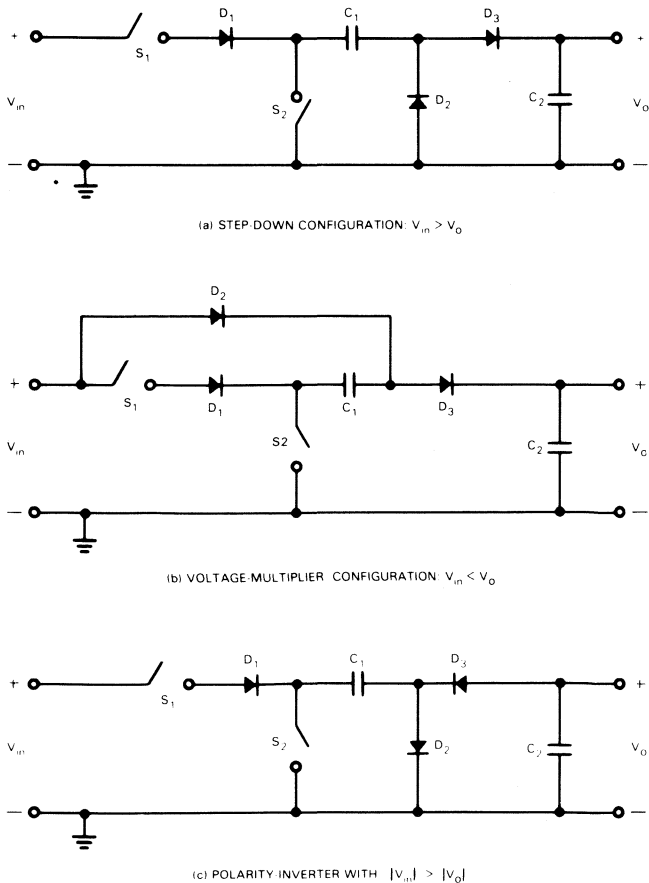 D1 C1 D3
+ S1 +
Vin S2 D2 C2 Vo
— —
(a) STEP-DOWN CONFIGURATION: Vin > Vo
D2
+ S1 D1 C1 D3 +
Vin S2 C2 Vo
— —
(b) VOLTAGE-MULTIPLIER CONFIGURATION: Vin < Vo
D1 C1 D3
+ S1 +
Vin S2 D2 C2 Vo
— —
(c) POLARITY-INVERTER WITH |Vin| > |Vo|